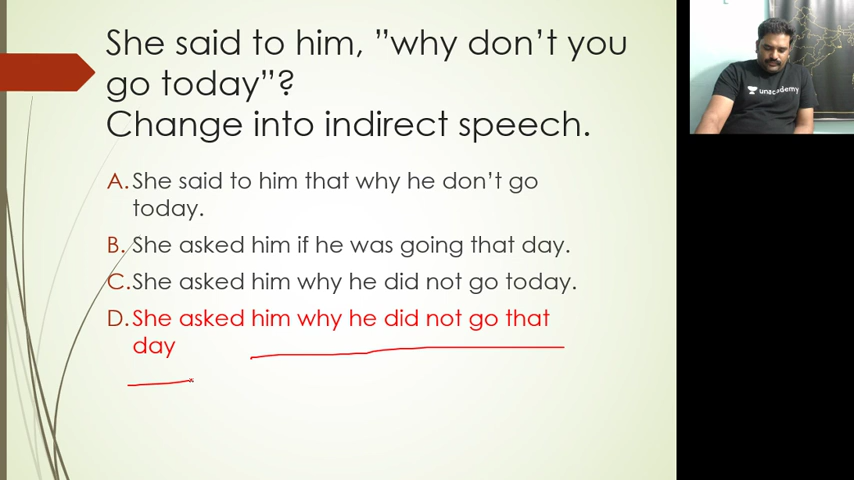 She said to him, ”why don’t you
go today”?
Change into indirect speech.
A. She said to him that why he don’t go
today.
B. She asked him if he was going that day.
C. She asked him why he did not go today.
D. She asked him why he did not go that
day
unacademy